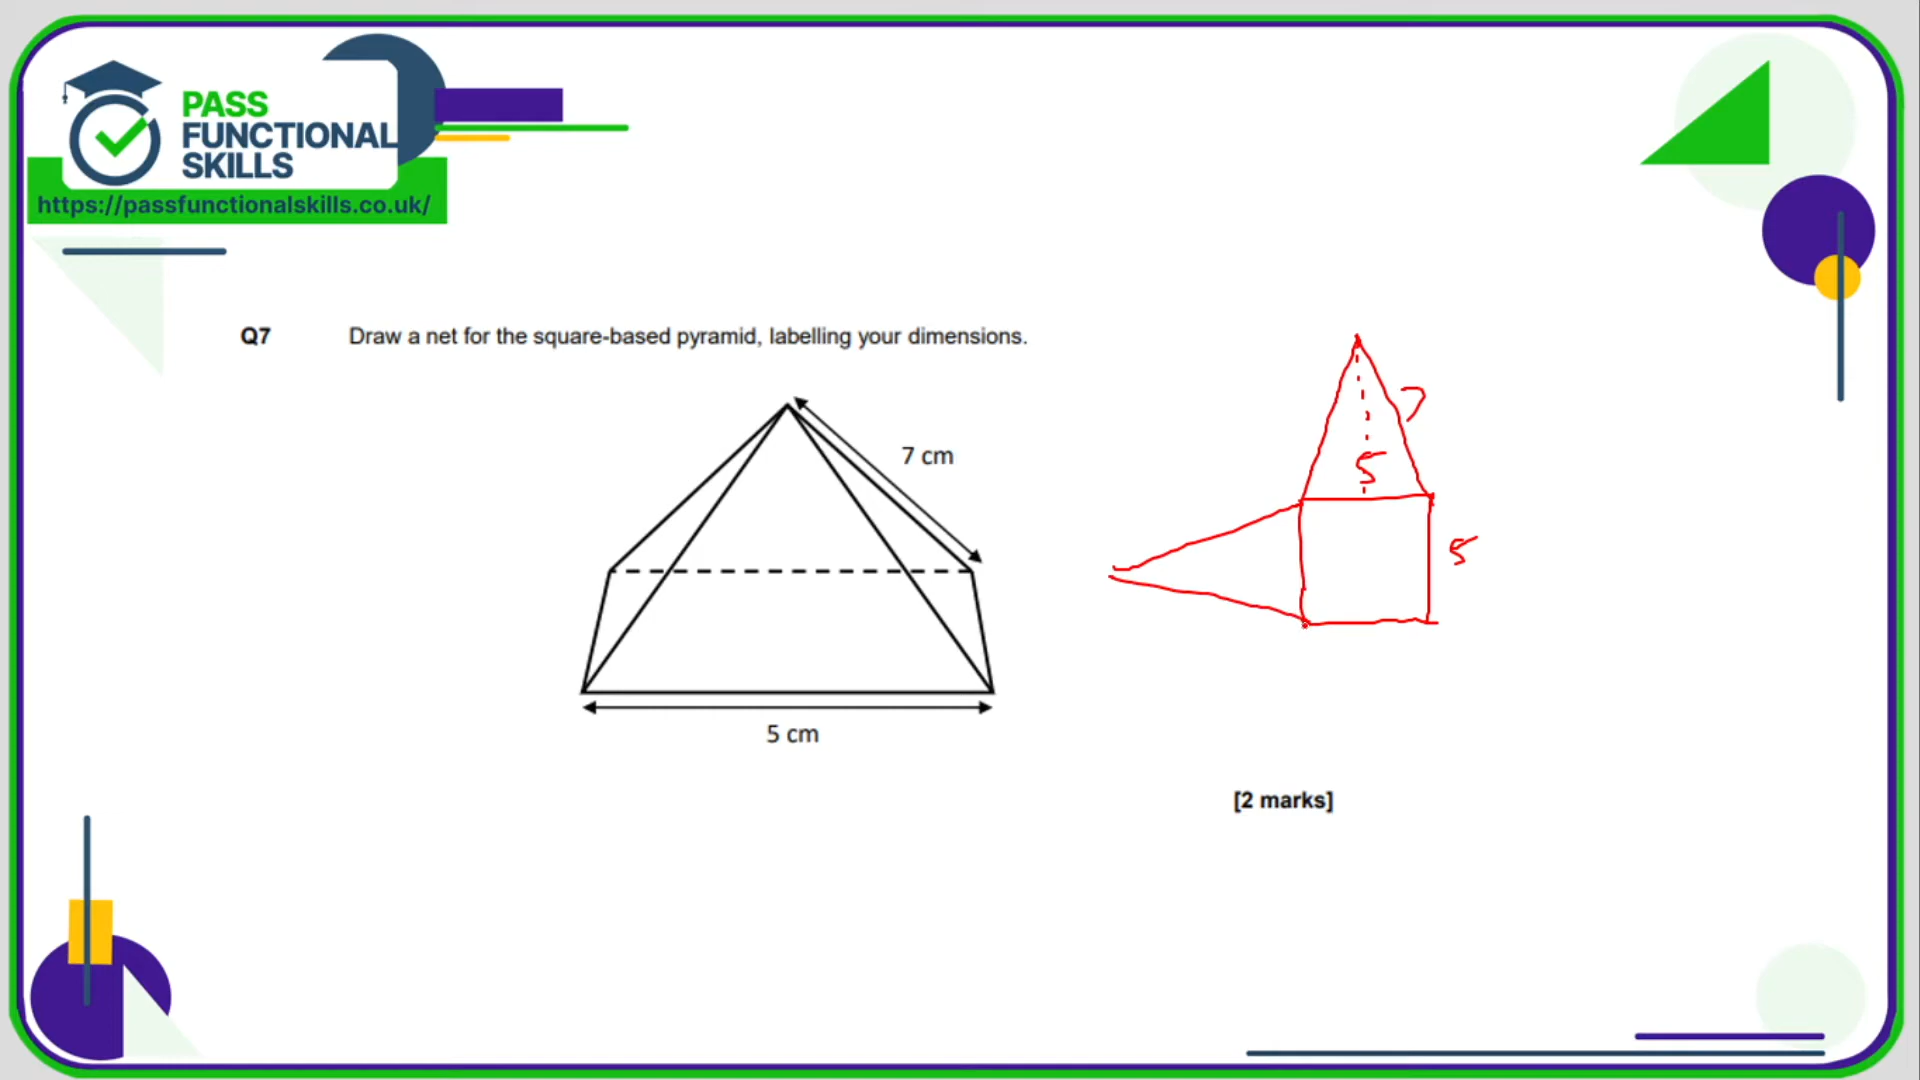 PASS
FUNCTIONAL
SKILLS
https://passfunctionalskills.co.uk/
Q7 Draw a net for the square-based pyramid, labelling your dimensions.
7 cm
7
5
5
5 cm
[2 marks]